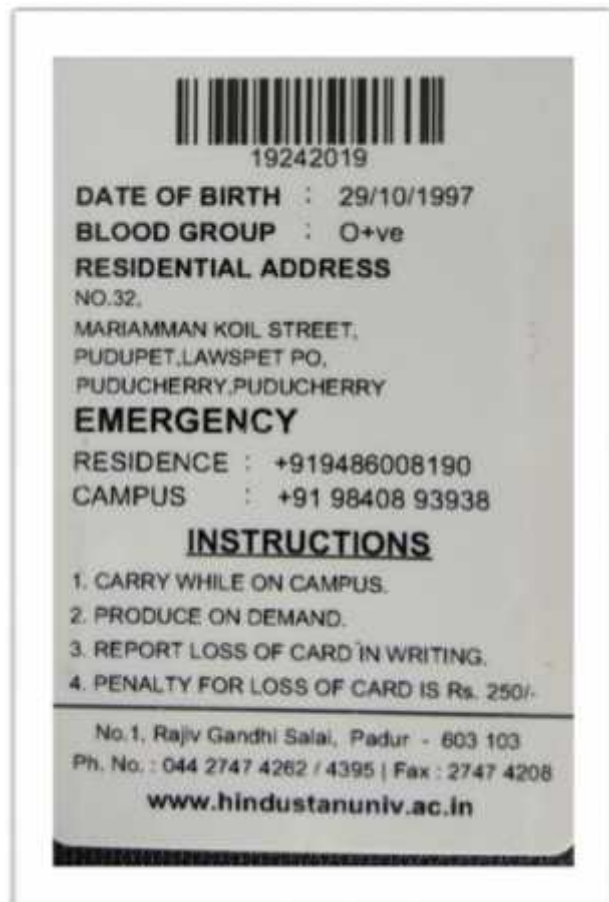 19242019
DATE OF BIRTH : 29/10/1997
BLOOD GROUP : O+ve
RESIDENTIAL ADDRESS
NO.32,
MARIAMMAN KOIL STREET,
PUDUPET,LAWSPET PO,
PUDUCHERRY,PUDUCHERRY
EMERGENCY
RESIDENCE : +919486008190
CAMPUS : +91 98408 93938
INSTRUCTIONS
1. CARRY WHILE ON CAMPUS.
2. PRODUCE ON DEMAND.
3. REPORT LOSS OF CARD IN WRITING.
4. PENALTY FOR LOSS OF CARD IS Rs. 250/-
No.1, Rajiv Gandhi Salai, Padur - 603 103
Ph. No. : 044 2747 4262 / 4395 | Fax : 2747 4208
www.hindustanuniv.ac.in